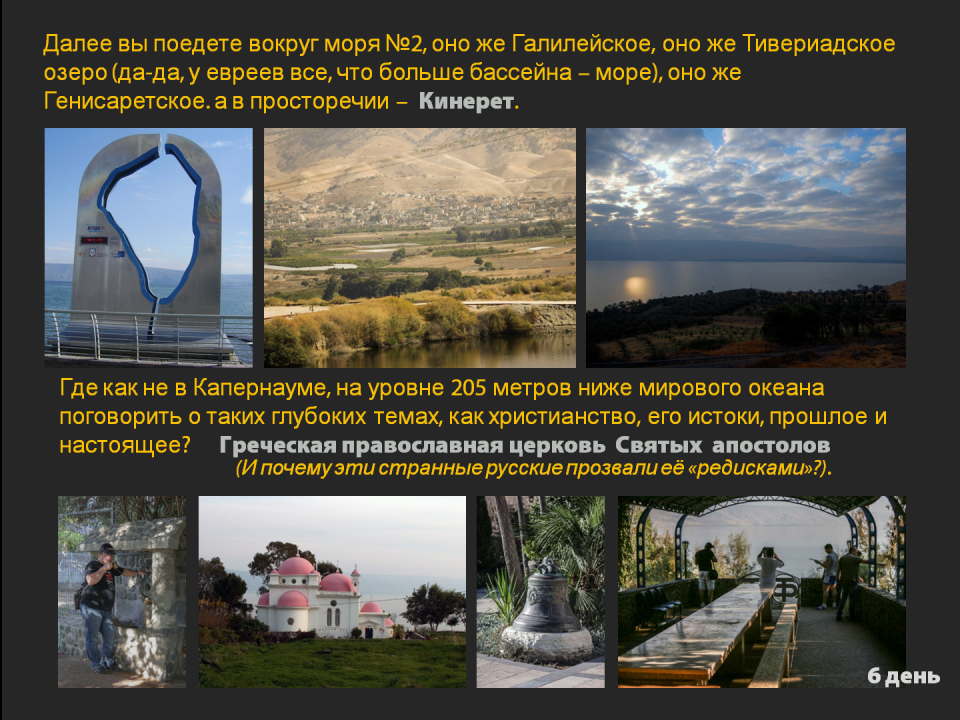 Далее вы поедете вокруг моря №2, оно же Галилейское, оно же Тивериадское
озеро (да-да, у евреев все, что больше бассейна – море), оно же
Генисаретское. а в просторечии – Кинерет.
Где как не в Капернауме, на уровне 205 метров ниже мирового океана
поговорить о таких глубоких темах, как христианство, его истоки, прошлое и
настоящее? Греческая православная церковь Святых апостолов
(И почему эти странные русские прозвали её «редисками»?).
6 день